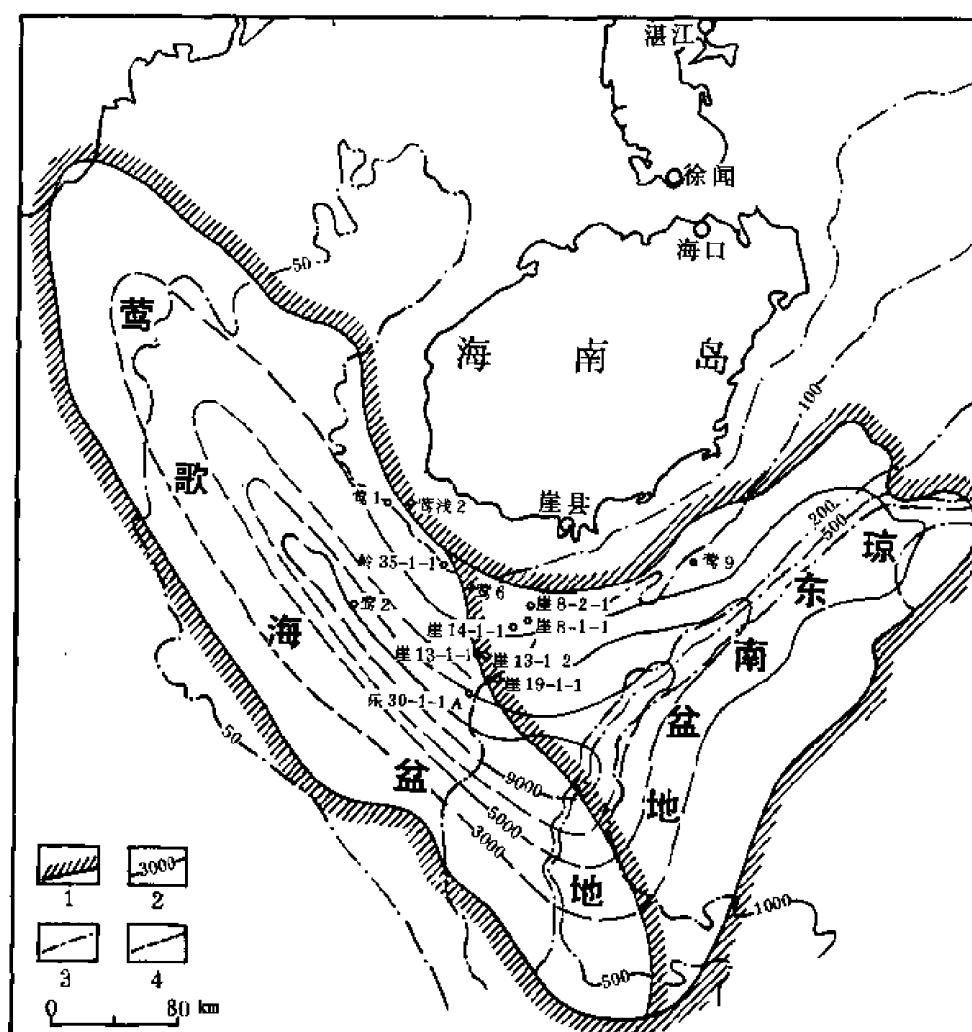 湛江
徐闻
海口
海南岛
50
100
莺
歌
海
盆
地
莺1
莺浅2
崖县
岭35-1-1
莺6
莺9
莺2
崖8-2-1
崖14-1-1
崖8-1-1
崖13-1-1
崖13-1 2
崖19-1-1
乐30-1-1A
200
500
琼
东
南
盆
地
50
9000
5000
3000
1000
500
3000
1
2
3
4
0
80 km